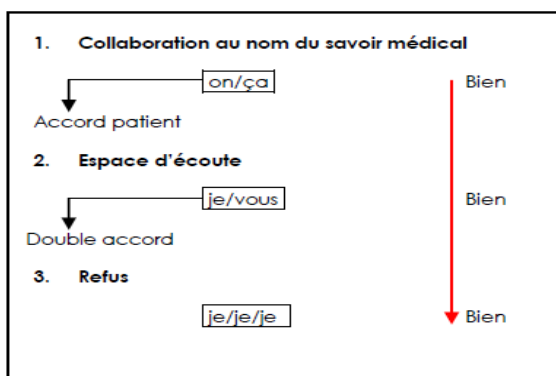 1. Collaboration au nom du savoir médical
on/ça Bien
Accord patient
2. Espace d'écoute
je/vous Bien
Double accord
3. Refus
je/je/je Bien